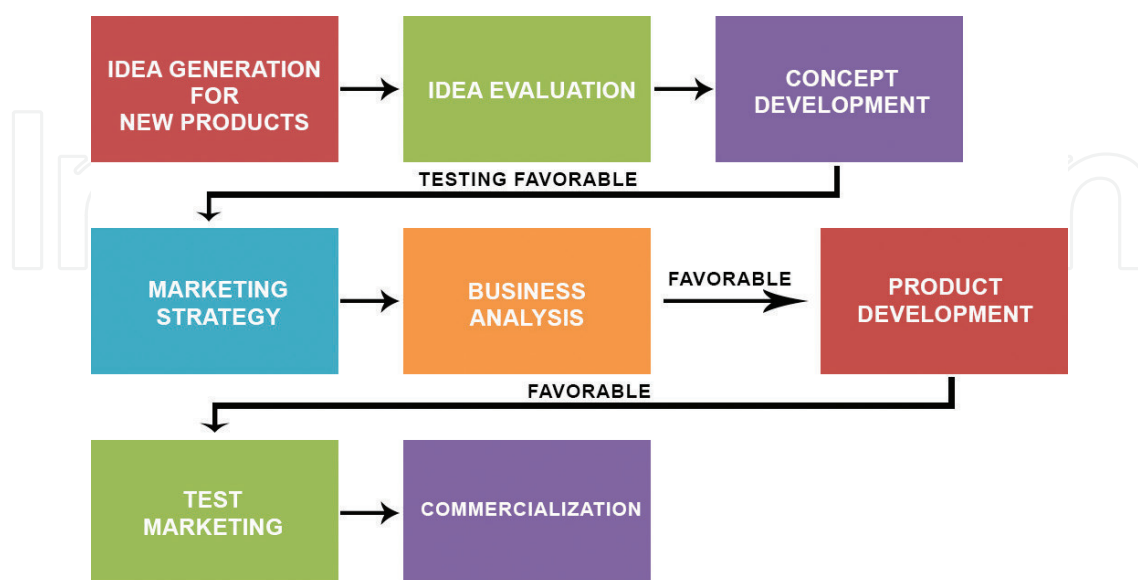 IDEA GENERATION
FOR
NEW PRODUCTS
IDEA EVALUATION
CONCEPT
DEVELOPMENT
TESTING FAVORABLE
MARKETING
STRATEGY
BUSINESS
ANALYSIS
FAVORABLE
PRODUCT
DEVELOPMENT
FAVORABLE
TEST
MARKETING
COMMERCIALIZATION